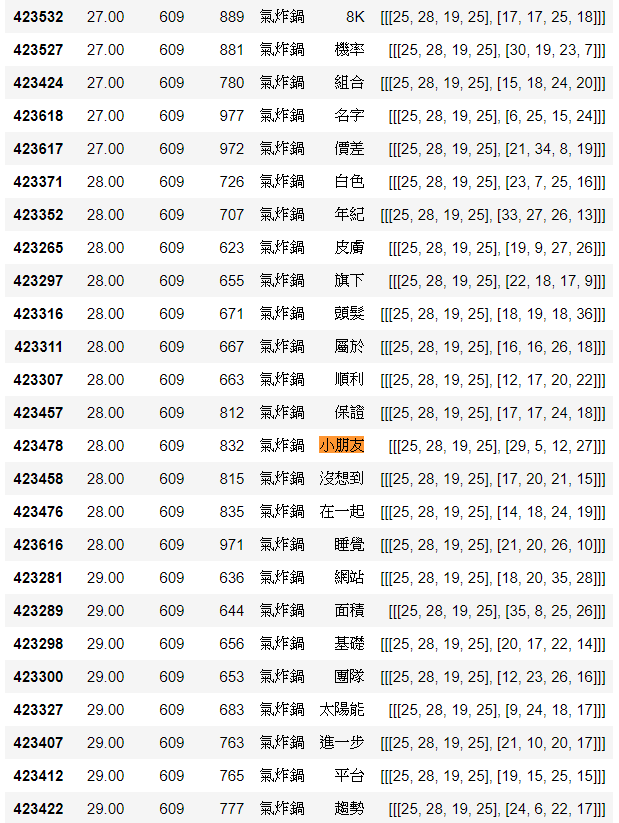 423532 27.00 609 889 氣炸鍋 8K [[[25, 28, 19, 25], [17, 17, 25, 18]]]
423527 27.00 609 881 氣炸鍋 機率 [[[25, 28, 19, 25], [30, 19, 23, 7]]]
423424 27.00 609 780 氣炸鍋 組合 [[[25, 28, 19, 25], [15, 18, 24, 20]]]
423618 27.00 609 977 氣炸鍋 名字 [[[25, 28, 19, 25], [6, 25, 15, 24]]]
423617 27.00 609 972 氣炸鍋 價差 [[[25, 28, 19, 25], [21, 34, 8, 19]]]
423371 28.00 609 726 氣炸鍋 白色 [[[25, 28, 19, 25], [23, 7, 25, 16]]]
423352 28.00 609 707 氣炸鍋 年紀 [[[25, 28, 19, 25], [33, 27, 26, 13]]]
423265 28.00 609 623 氣炸鍋 皮膚 [[[25, 28, 19, 25], [19, 9, 27, 26]]]
423297 28.00 609 655 氣炸鍋 旗下 [[[25, 28, 19, 25], [22, 18, 17, 9]]]
423316 28.00 609 671 氣炸鍋 頭髮 [[[25, 28, 19, 25], [18, 19, 18, 36]]]
423311 28.00 609 667 氣炸鍋 屬於 [[[25, 28, 19, 25], [16, 16, 26, 18]]]
423307 28.00 609 663 氣炸鍋 順利 [[[25, 28, 19, 25], [12, 17, 20, 22]]]
423457 28.00 609 812 氣炸鍋 保證 [[[25, 28, 19, 25], [17, 17, 24, 18]]]
423478 28.00 609 832 氣炸鍋 小朋友 [[[25, 28, 19, 25], [29, 5, 12, 27]]]
423458 28.00 609 815 氣炸鍋 沒想到 [[[25, 28, 19, 25], [17, 20, 21, 15]]]
423476 28.00 609 835 氣炸鍋 在一起 [[[25, 28, 19, 25], [14, 18, 24, 19]]]
423616 28.00 609 971 氣炸鍋 睡覺 [[[25, 28, 19, 25], [21, 20, 26, 10]]]
423281 29.00 609 636 氣炸鍋 網站 [[[25, 28, 19, 25], [18, 20, 35, 28]]]
423289 29.00 609 644 氣炸鍋 面積 [[[25, 28, 19, 25], [35, 8, 25, 26]]]
423298 29.00 609 656 氣炸鍋 基礎 [[[25, 28, 19, 25], [20, 17, 22, 14]]]
423300 29.00 609 653 氣炸鍋 團隊 [[[25, 28, 19, 25], [12, 23, 26, 16]]]
423327 29.00 609 683 氣炸鍋 太陽能 [[[25, 28, 19, 25], [9, 24, 18, 17]]]
423407 29.00 609 763 氣炸鍋 進一步 [[[25, 28, 19, 25], [21, 10, 20, 17]]]
423412 29.00 609 765 氣炸鍋 平台 [[[25, 28, 19, 25], [19, 15, 25, 15]]]
423422 29.00 609 777 氣炸鍋 趨勢 [[[25, 28, 19, 25], [24, 6, 22, 17]]]